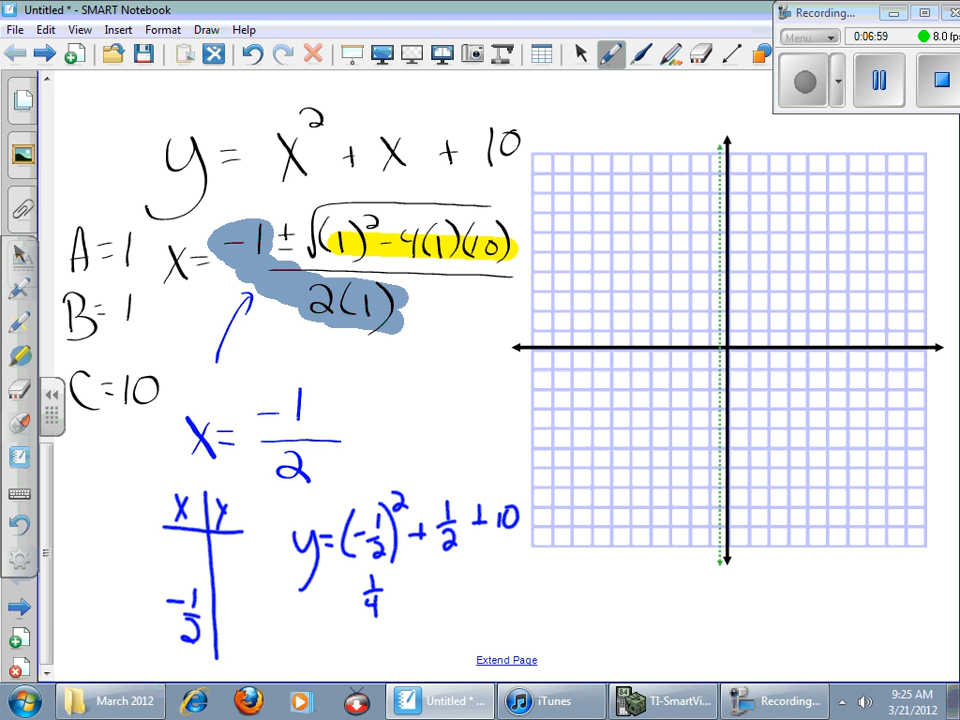 Untitled * - SMART Notebook
File Edit View Insert Format Draw Help
Recording...
Menu 0:06:59 8.0 fp
y = x² + x + 10
A = 1
x = -1 ± √(1)² - 4(1)(10)
2(1)
B = 1
C = 10
x = -1
2
x y
y = (-1/2)² + 1/2 + 10
1/4
-1/2
Extend Page
March 2012
Untitled * ...
iTunes
TI-SmartVi...
Recording...
9:25 AM
3/21/2012